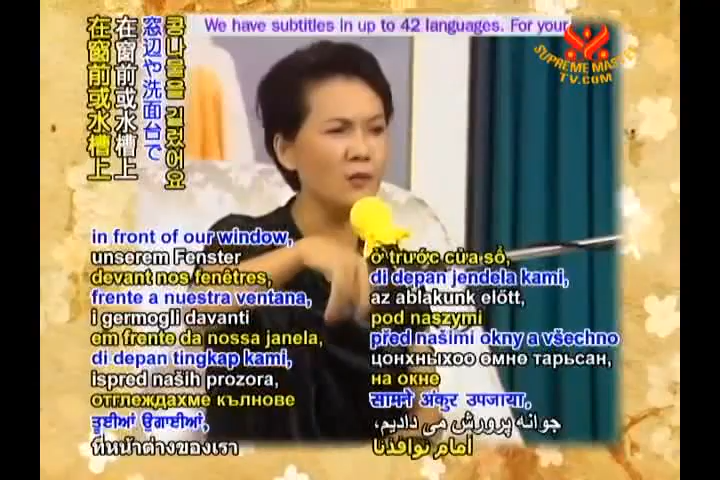 We have subtitles in up to 42 languages. For your
SUPREME MASTER
TV.COM
在窗前或水槽上
在窗前或水槽上
窓辺や洗面台で
콩나물을 길렀어요
in front of our window,
unserem Fenster
devant nos fenêtres,
frente a nuestra ventana,
i germogli davanti
em frente da nossa janela,
di depan tingkap kami,
ispred naših prozora,
отглеждахме кълнове
ਤੂਈਆਂ ਉਗਾਈਆਂ,
ที่หน้าต่างของเรา
ở trước cửa sổ,
di depan jendela kami,
az ablakunk előtt,
pod naszymi
před našimi okny a všechno
цонхныхоо өмнө тарьсан,
на окне
सामने अंकुर उपजाया,
جوانه پرورش می دادیم،
أمام نوافذنا